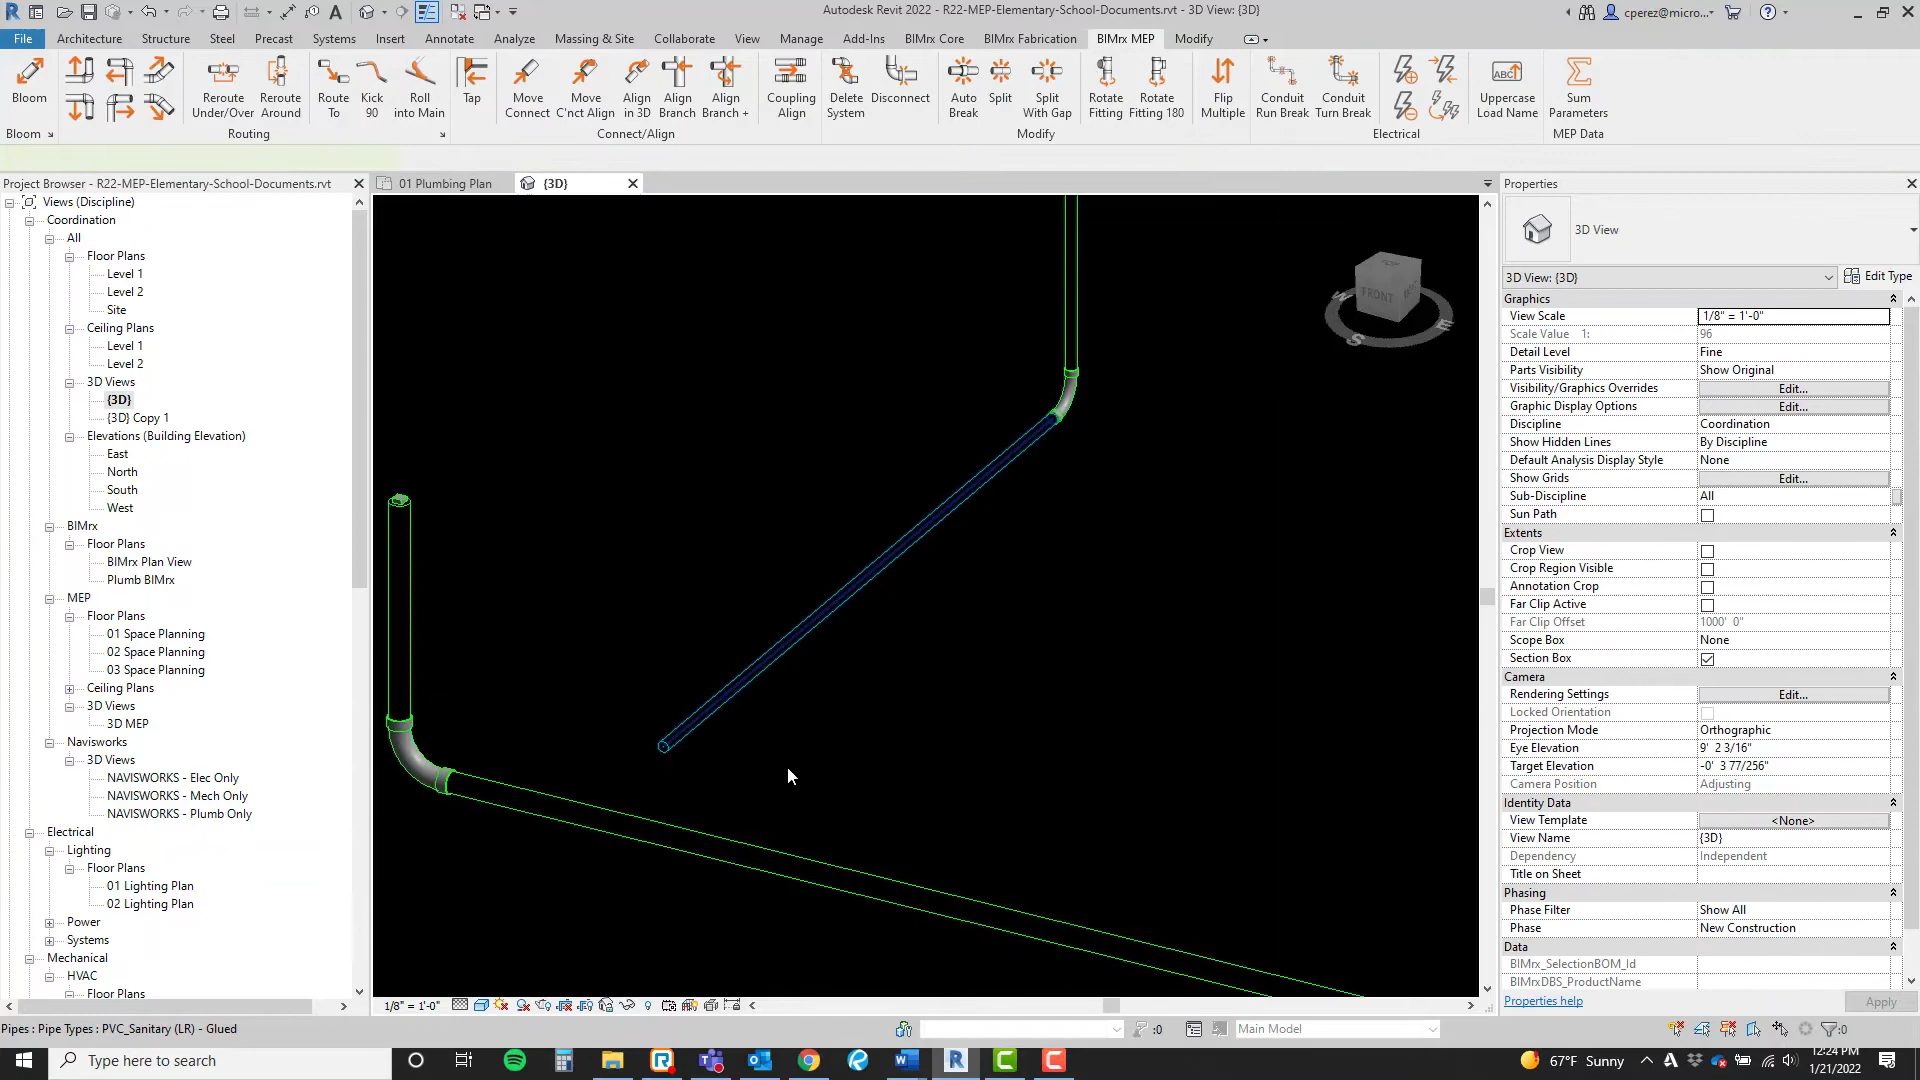 Autodesk Revit 2022 - R22-MEP-Elementary-School-Documents.rvt - 3D View: {3D}
cperez@micro...
File Architecture Structure Steel Precast Systems Insert Annotate Analyze Massing & Site Collaborate View Manage Add-Ins BIMrx Core BIMrx Fabrication BIMrx MEP Modify
Bloom
Reroute Under/Over
Reroute Around
Route To
Kick 90
Roll into Main
Tap
Move Connect
Move C'nct Align
Align in 3D
Align Branch
Align Branch +
Coupling Align
Delete System
Disconnect
Auto Break
Split
Split With Gap
Rotate Fitting
Rotate Fitting 180
Flip Multiple
Conduit Run Break
Conduit Turn Break
ABC
Uppercase Load Name
Sum Parameters
Bloom Routing Connect/Align Modify Electrical MEP Data
Project Browser - R22-MEP-Elementary-School-Documents.rvt
Views (Discipline)
Coordination
All
Floor Plans
Level 1
Level 2
Site
Ceiling Plans
Level 1
Level 2
3D Views
{3D}
{3D} Copy 1
Elevations (Building Elevation)
East
North
South
West
BIMrx
Floor Plans
BIMrx Plan View
Plumb BIMrx
MEP
Floor Plans
01 Space Planning
02 Space Planning
03 Space Planning
Ceiling Plans
3D Views
3D MEP
Navisworks
3D Views
NAVISWORKS - Elec Only
NAVISWORKS - Mech Only
NAVISWORKS - Plumb Only
Electrical
Lighting
Floor Plans
01 Lighting Plan
02 Lighting Plan
Power
Systems
Mechanical
HVAC
Floor Plans
01 Plumbing Plan
{3D}
TOP
FRONT
W
S
E
1/8" = 1'-0"
Properties
3D View
3D View: {3D} Edit Type
Graphics
View Scale 1/8" = 1'-0"
Scale Value 1: 96
Detail Level Fine
Parts Visibility Show Original
Visibility/Graphics Overrides Edit...
Graphic Display Options Edit...
Discipline Coordination
Show Hidden Lines By Discipline
Default Analysis Display Style None
Show Grids Edit...
Sub-Discipline All
Sun Path
Extents
Crop View
Crop Region Visible
Annotation Crop
Far Clip Active
Far Clip Offset 1000' 0"
Scope Box None
Section Box
Camera
Rendering Settings Edit...
Locked Orientation
Projection Mode Orthographic
Eye Elevation 9' 2 3/16"
Target Elevation -0' 3 77/256"
Camera Position Adjusting
Identity Data
View Template <None>
View Name {3D}
Dependency Independent
Title on Sheet
Phasing
Phase Filter Show All
Phase New Construction
Data
BIMrx_SelectionBOM_Id
BIMrxDBS_ProductName
Properties help Apply
Pipes : Pipe Types : PVC_Sanitary (LR) - Glued
:0
Main Model
:0
Type here to search
67°F Sunny
12:24 PM
1/21/2022